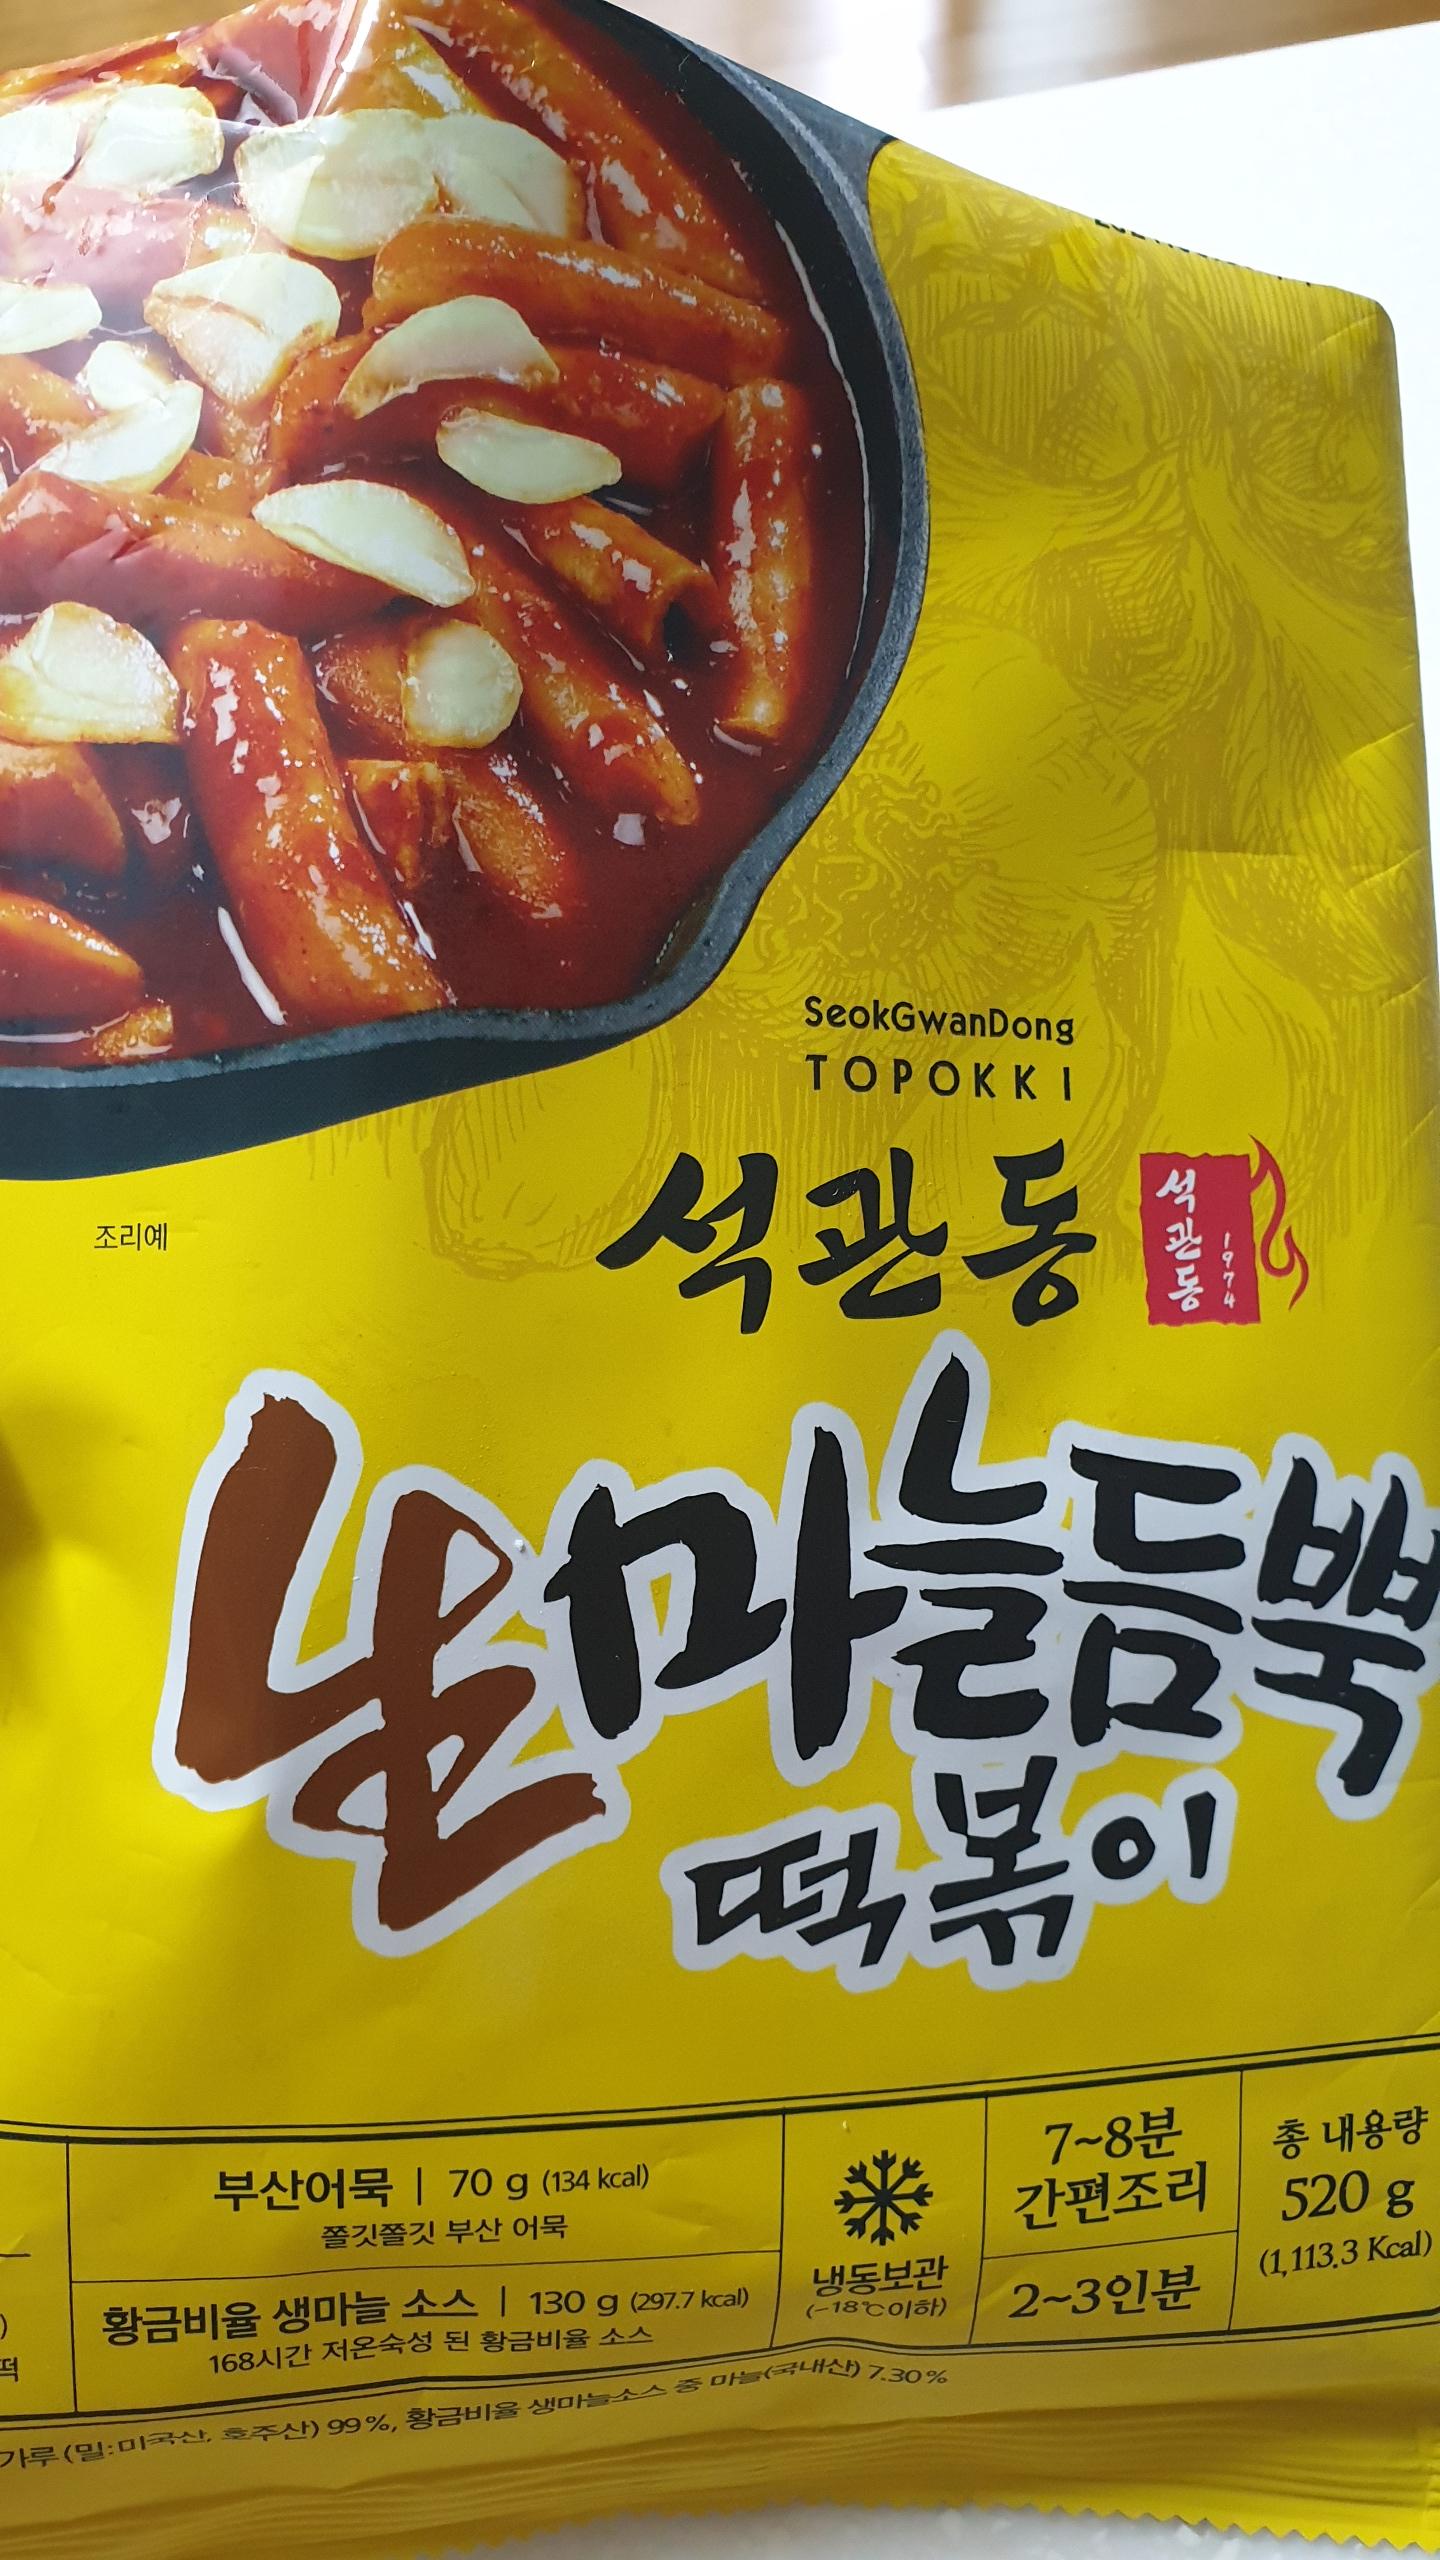 SeokGwanDong
TOPOKKI
석관동
석관동
1974
조리예
날마늘듬뿍
떡볶이
부산어묵 | 70 g (134 kcal)
쫄깃쫄깃 부산 어묵
황금비율 생마늘 소스 | 130 g (297.7 kcal)
168시간 저온숙성 된 황금비율 소스
냉동보관
(-18℃이하)
7~8분
간편조리
2~3인분
총 내용량
520 g
(1,113.3 Kcal)
)
떡
가루(밀:미국산, 호주산) 99%, 황금비율 생마늘소스 중 마늘(국내산) 7.30%